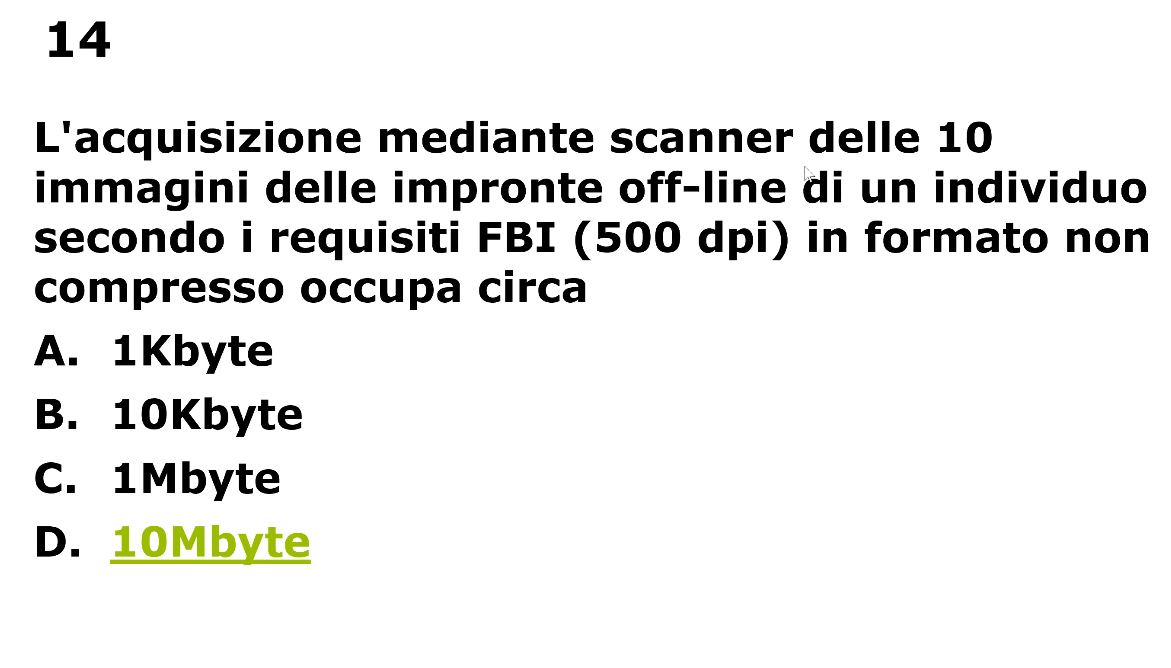 14
L'acquisizione mediante scanner delle 10
immagini delle impronte off-line di un individuo
secondo i requisiti FBI (500 dpi) in formato non
compresso occupa circa
A. 1Kbyte
B. 10Kbyte
C. 1Mbyte
D. 10Mbyte